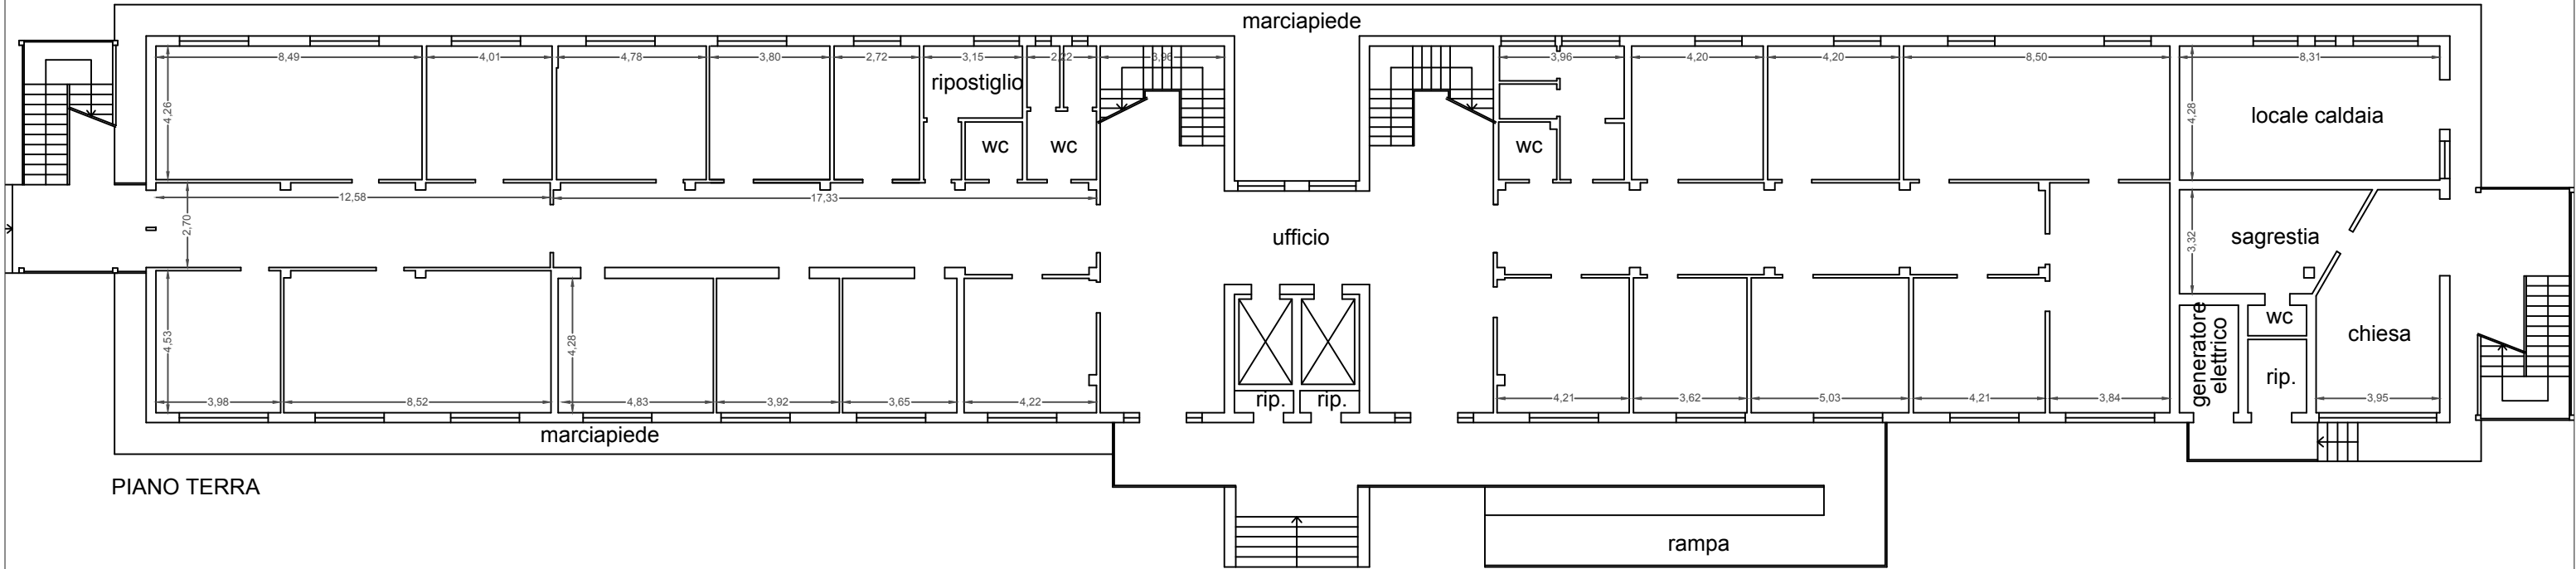 marciapiede
8,49
4,01
4,78
3,80
2,72
3,15
2,22
3,96
3,96
4,20
4,20
8,50
8,31
ripostiglio
4,26
4,28
locale caldaia
wc
wc
wc
12,58
17,33
2,70
ufficio
3,32
sagrestia
4,53
4,28
generatore
elettrico
wc
chiesa
rip.
3,98
8,52
4,83
3,92
3,65
4,22
rip.
rip.
4,21
3,62
5,03
4,21
3,84
3,95
marciapiede
PIANO TERRA
rampa